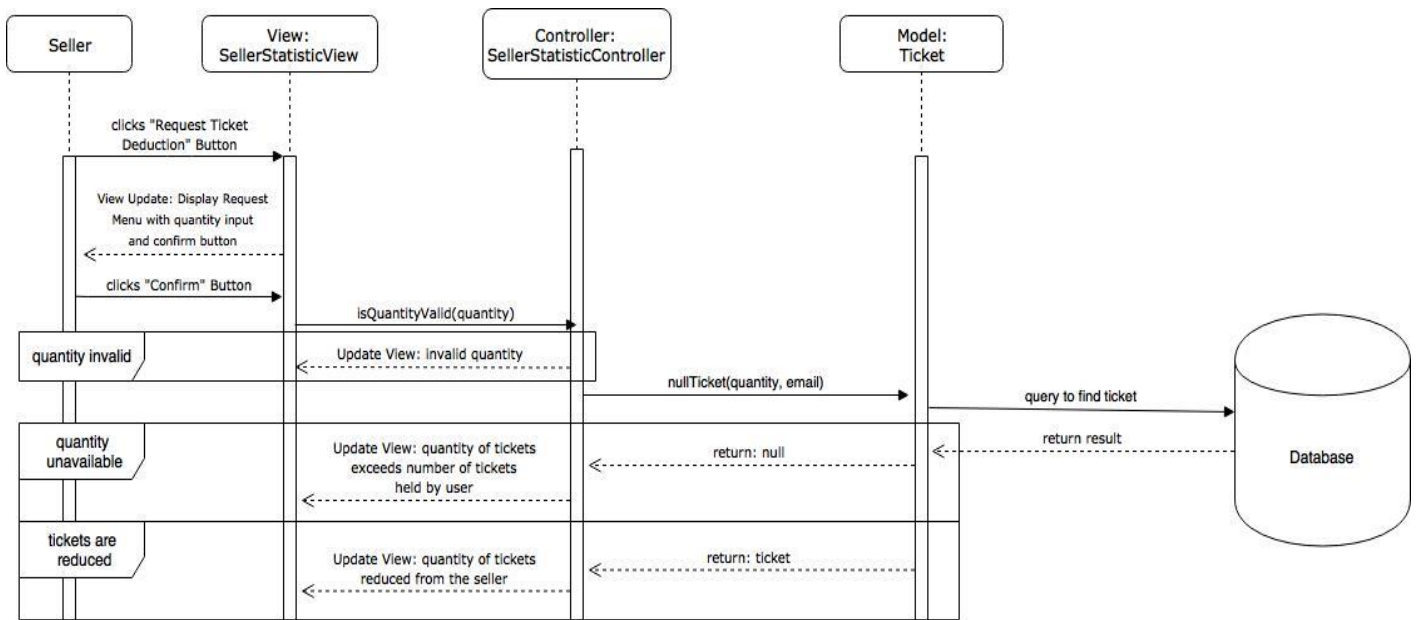 Seller
View:
SellerStatisticView
Controller:
SellerStatisticController
Model:
Ticket
clicks "Request Ticket
Deduction" Button
View Update: Display Request
Menu with quantity input
and confirm button
clicks "Confirm" Button
isQuantityValid(quantity)
quantity invalid
Update View: invalid quantity
nullTicket(quantity, email)
query to find ticket
return result
Database
quantity
unavailable
Update View: quantity of tickets
exceeds number of tickets
held by user
return: null
tickets are
reduced
Update View: quantity of tickets
reduced from the seller
return: ticket